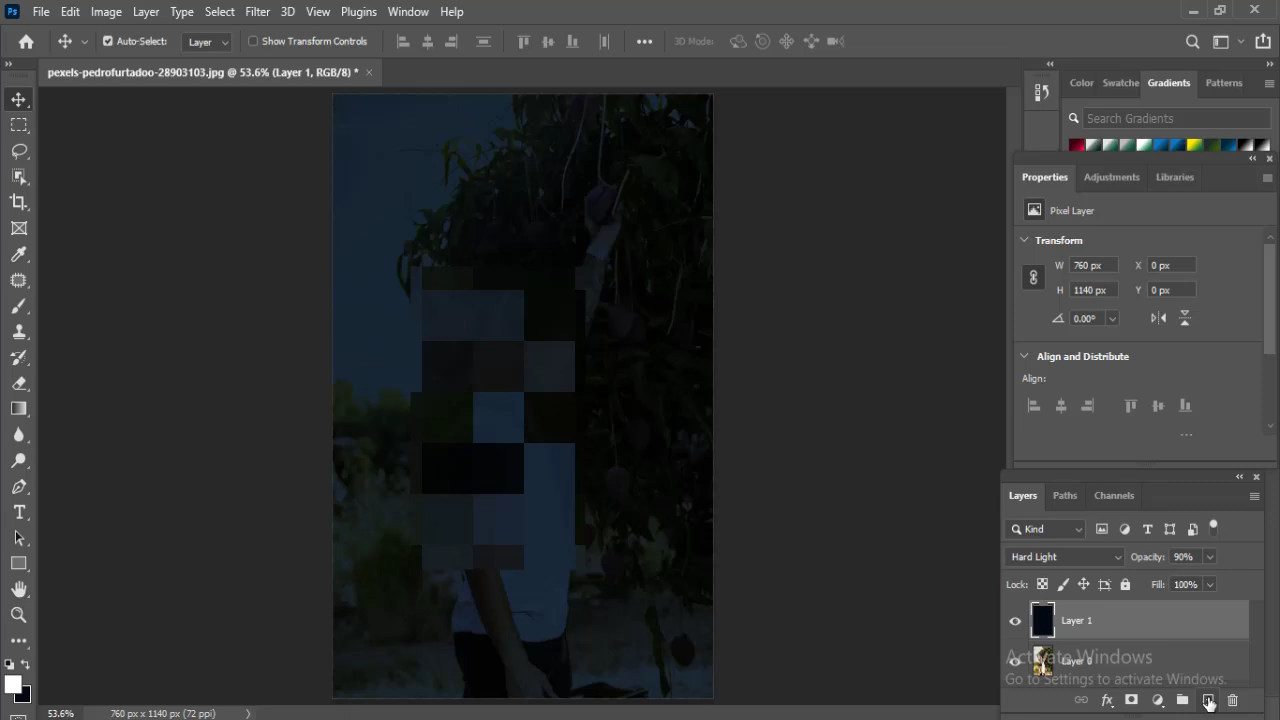 Ps File Edit Image Layer Type Select Filter 3D View Plugins Window Help
Auto-Select: Layer Show Transform Controls 3D Mode:
pexels-pedrofurtadoo-28903103.jpg @ 53.6% (Layer 1, RGB/8) *
Color Swatche Gradients Patterns
Search Gradients
Properties Adjustments Libraries
Pixel Layer
Transform
W 760 px X 0 px
H 1140 px Y 0 px
0.00°
Align and Distribute
Align:
Layers Paths Channels
Kind
Hard Light Opacity: 90%
Lock: Fill: 100%
Layer 1
Layer 0
Activate Windows
Go to Settings to activate Windows.
fx
53.6% 760 px x 1140 px (72 ppi)